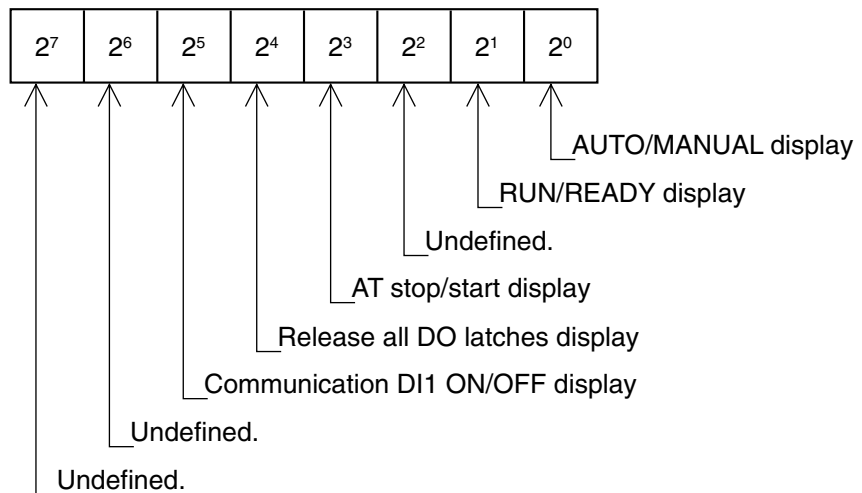 2⁷ 2⁶ 2⁵ 2⁴ 2³ 2² 2¹ 2⁰
AUTO/MANUAL display
RUN/READY display
Undefined.
AT stop/start display
Release all DO latches display
Communication DI1 ON/OFF display
Undefined.
Undefined.